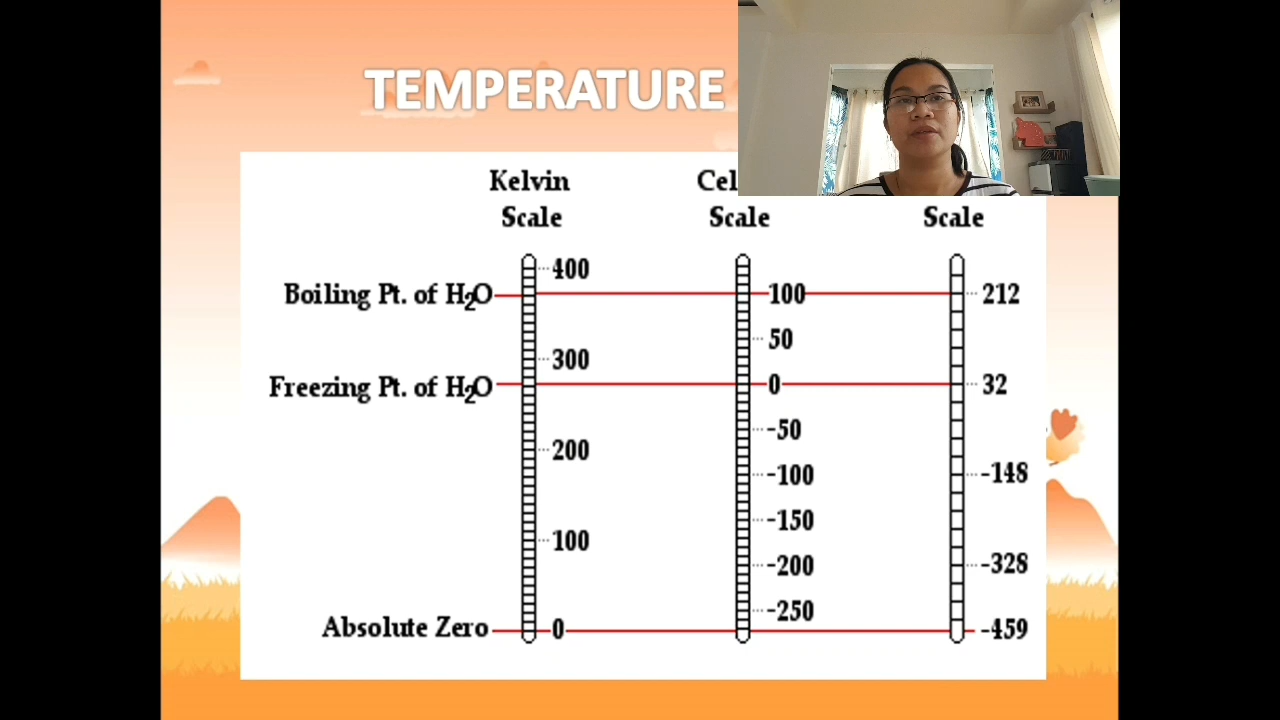 TEMPERATURE
Kelvin Scale
Cel
Scale
Scale
400
Boiling Pt. of H2O
100
212
50
300
Freezing Pt. of H2O
0
32
-50
200
-100
-148
-150
100
-200
-328
-250
Absolute Zero
0
-459